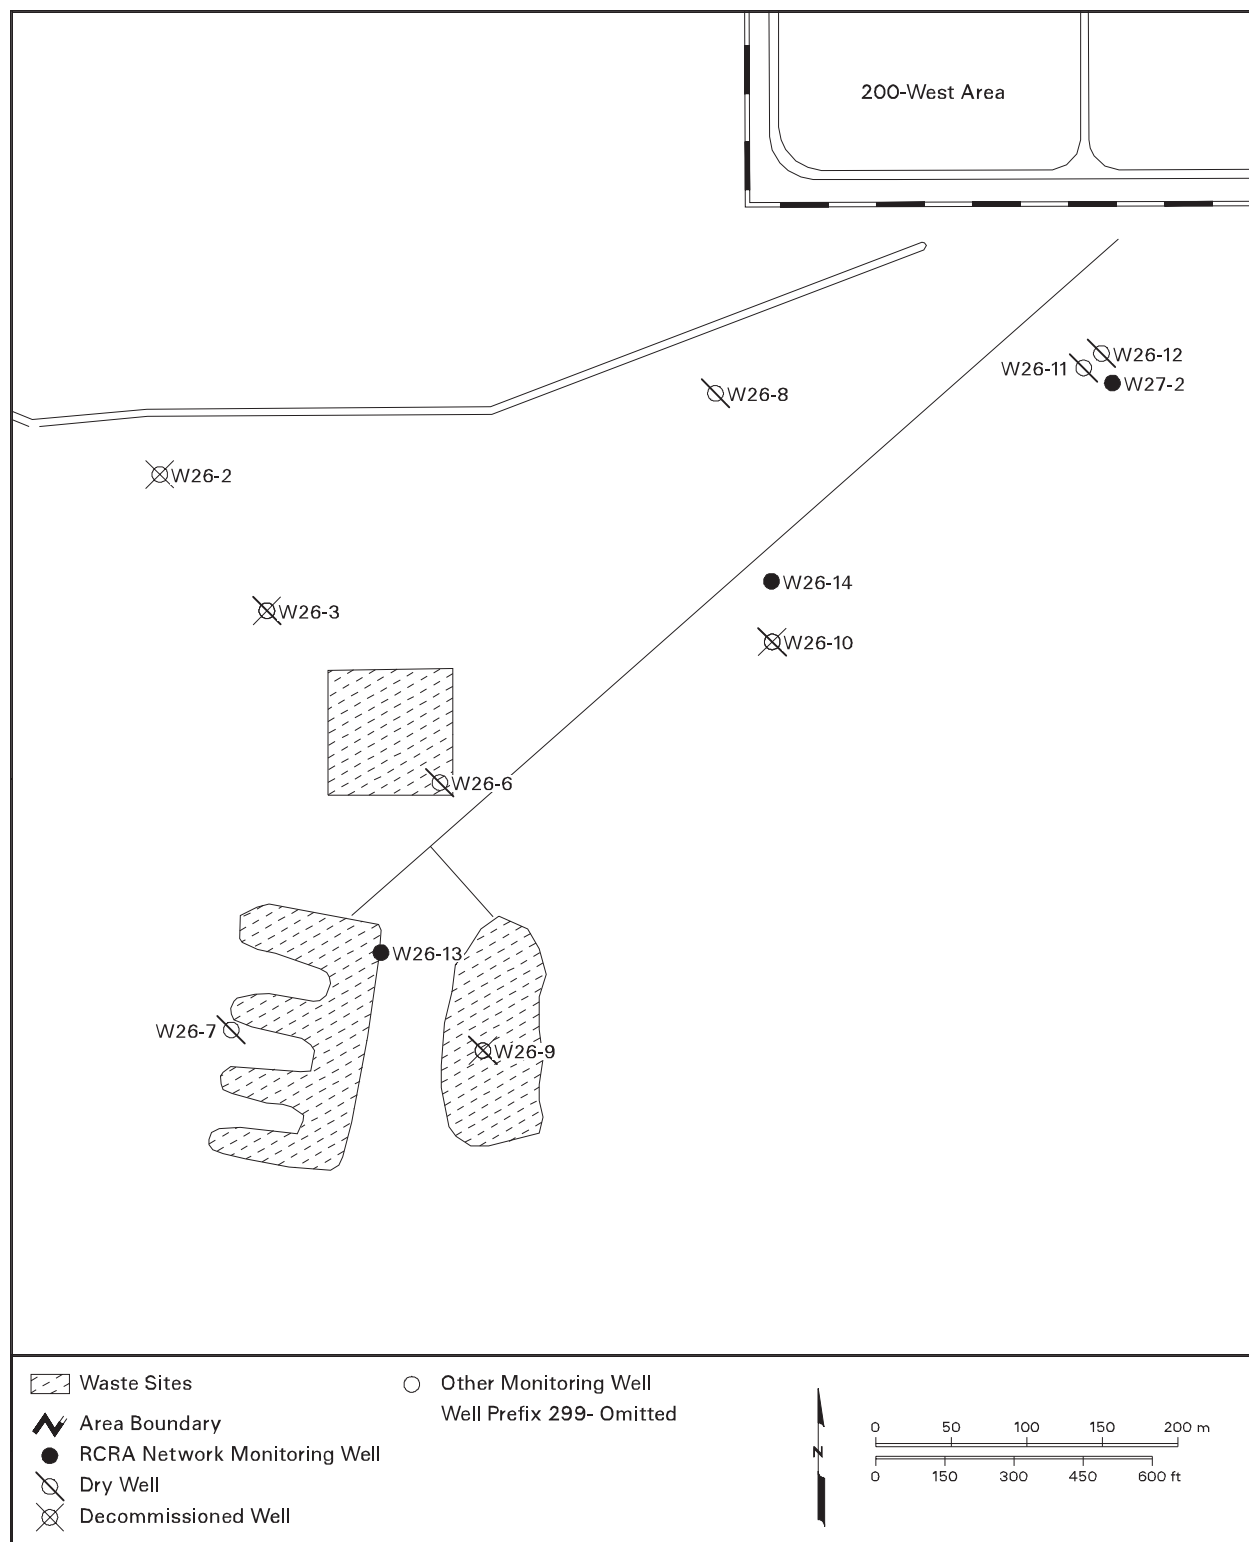 200-West Area
W26-12
W26-11
W27-2
W26-8
W26-2
W26-14
W26-3
W26-10
W26-6
W26-13
W26-7
W26-9
Waste Sites
Area Boundary
RCRA Network Monitoring Well
Dry Well
Decommissioned Well
Other Monitoring Well
Well Prefix 299- Omitted
N
0 50 100 150 200 m
0 150 300 450 600 ft